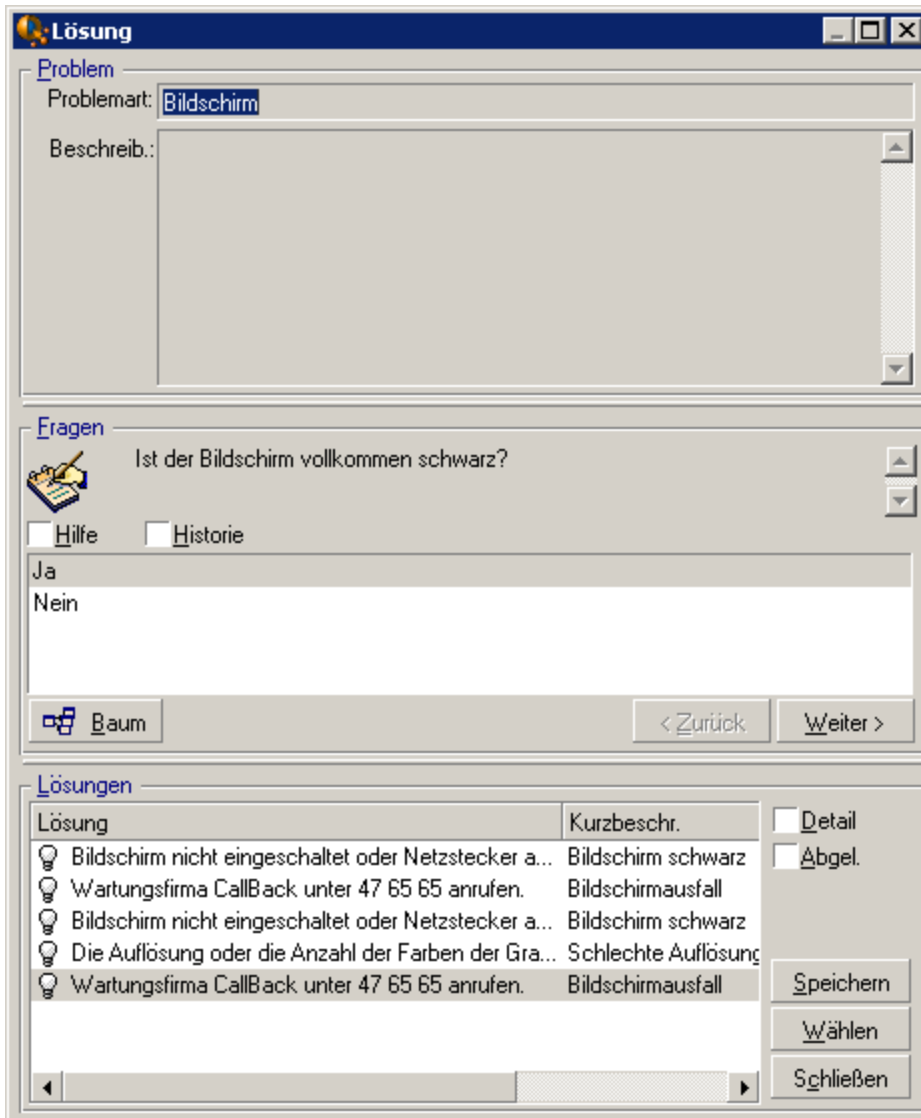 Lösung
Problem
Problemart: Bildschirm
Beschreib.:
Fragen
Ist der Bildschirm vollkommen schwarz?
Hilfe Historie
Ja
Nein
Baum < Zurück Weiter >
Lösungen
Lösung Kurzbeschr. Detail
Bildschirm nicht eingeschaltet oder Netzstecker a... Bildschirm schwarz Abgel.
Wartungsfirma CallBack unter 47 65 65 anrufen. Bildschirmausfall
Bildschirm nicht eingeschaltet oder Netzstecker a... Bildschirm schwarz
Die Auflösung oder die Anzahl der Farben der Gra... Schlechte Auflösung
Wartungsfirma CallBack unter 47 65 65 anrufen. Bildschirmausfall Speichern
Wählen
Schließen